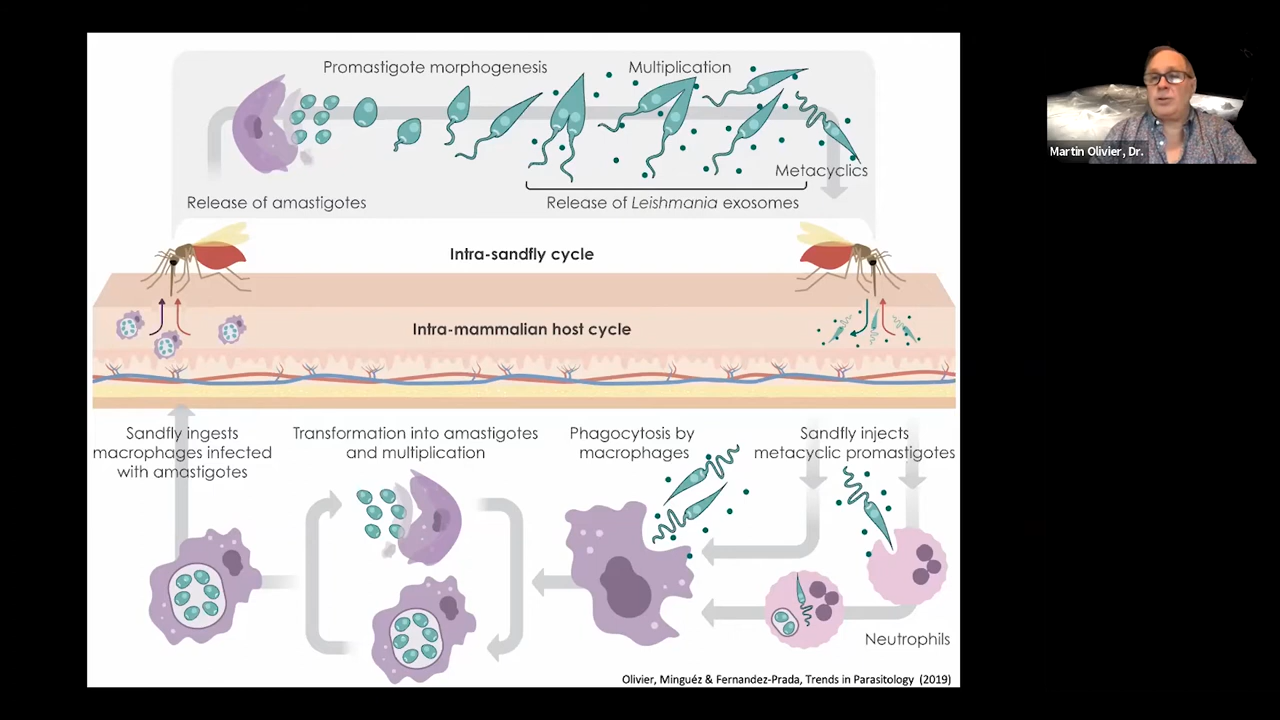 Promastigote morphogenesis
Multiplication
Martin Olivier, Dr.
Metacyclics
Release of amastigotes
Release of Leishmania exosomes
Intra-sandfly cycle
Intra-mammalian host cycle
Sandfly ingests
macrophages infected
with amastigotes
Transformation into amastigotes
and multiplication
Phagocytosis by
macrophages
Sandfly injects
metacyclic promastigotes
Neutrophils
Olivier, Minguéz & Fernandez-Prada, Trends in Parasitology (2019)